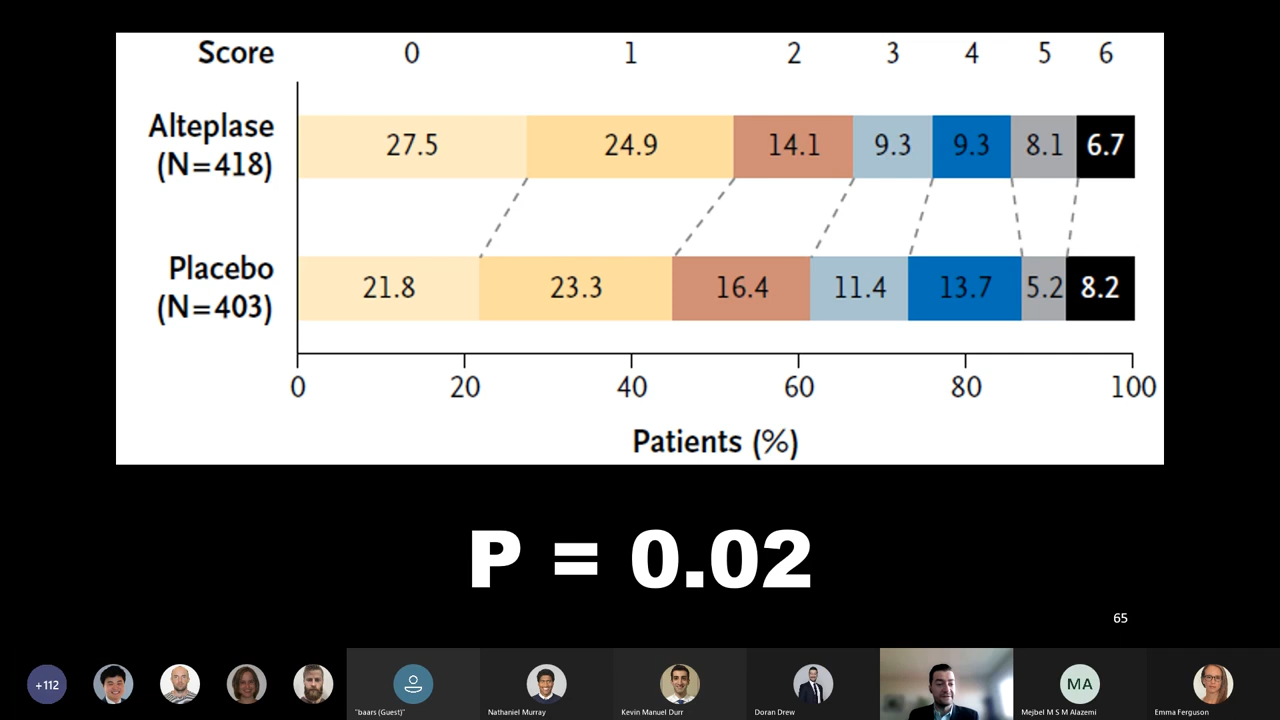 Score 0 1 2 3 4 5 6
Alteplase
(N=418)
27.5 24.9 14.1 9.3 9.3 8.1 6.7
Placebo
(N=403)
21.8 23.3 16.4 11.4 13.7 5.2 8.2
0 20 40 60 80 100
Patients (%)
P = 0.02
65
+112
MA
"baars (Guest)" Nathaniel Murray Kevin Manuel Durr Doran Drew Mejbel M S M Alazemi Emma Ferguson